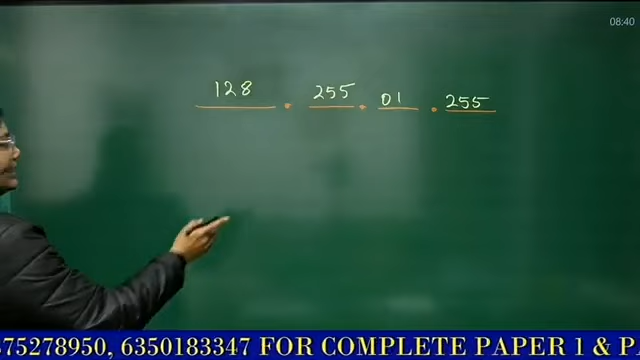 08:40
128 . 255 . 01 . 255
75278950, 6350183347 FOR COMPLETE PAPER 1 & P